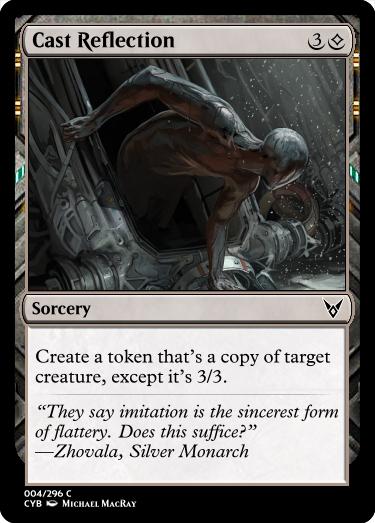 Cast Reflection 3
Sorcery
Create a token that's a copy of target
creature, except it's 3/3.
“They say imitation is the sincerest form
of flattery. Does this suffice?”
—Zhovala, Silver Monarch
004/296 C
CYB Michael MacRay